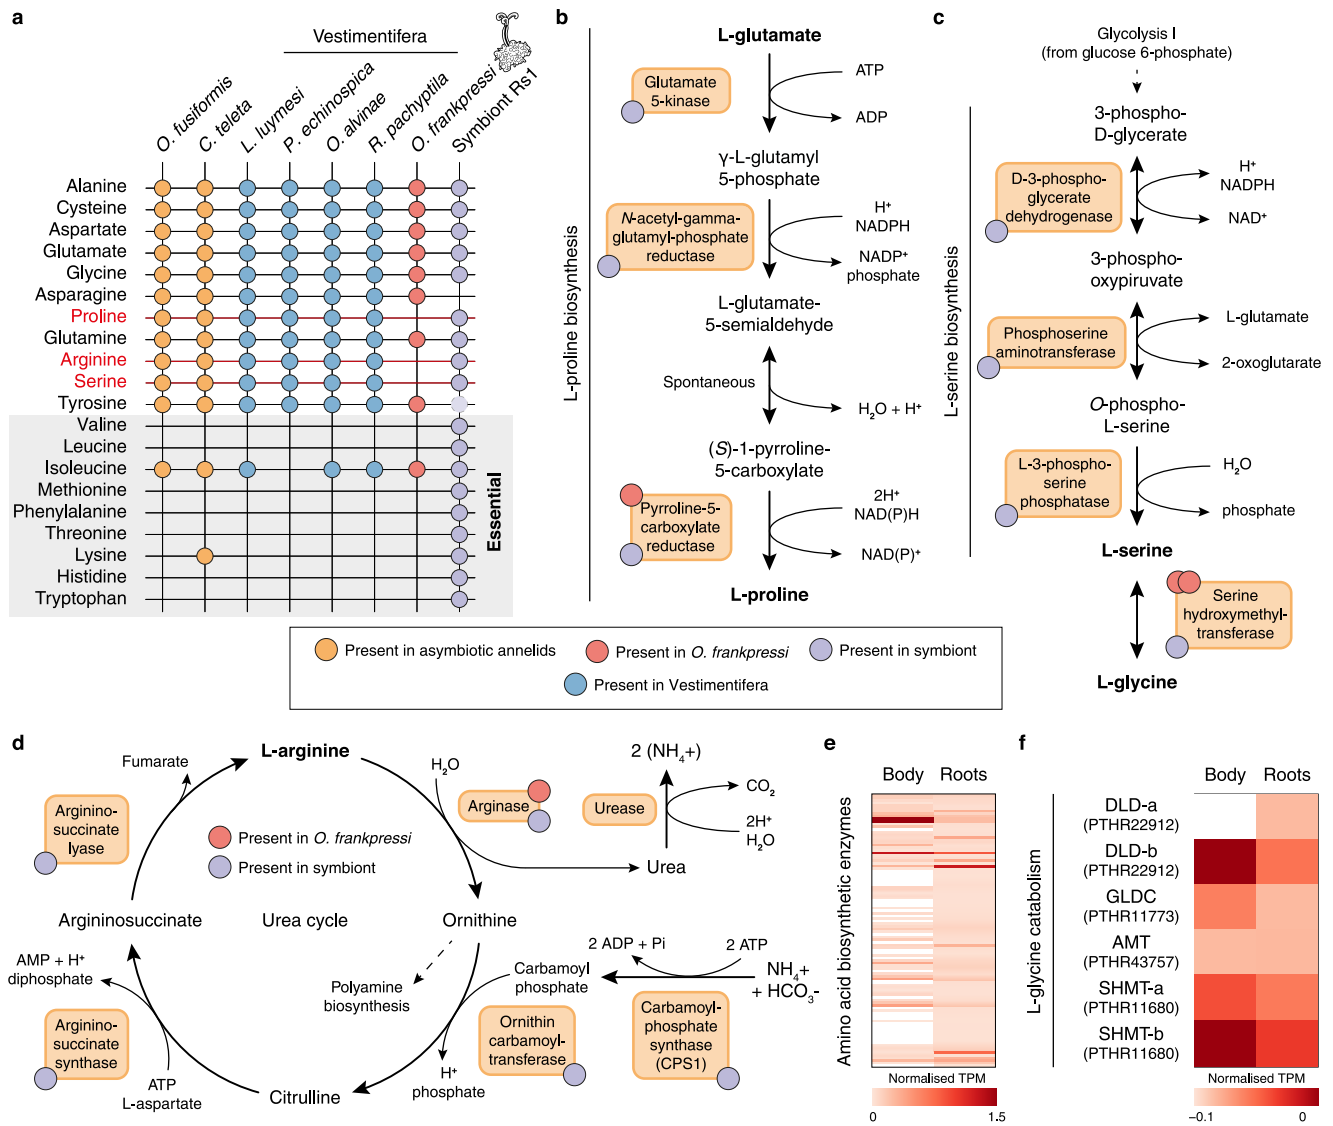 a
Vestimentifera
O. fusiformis
C. teleta
L. luymesi
P. echinospica
O. alvinae
R. pachyptila
O. frankpressi
Symbiont Rs1
Alanine
Cysteine
Aspartate
Glutamate
Glycine
Asparagine
Proline
Glutamine
Arginine
Serine
Tyrosine
Valine
Leucine
Isoleucine
Methionine
Phenylalanine
Threonine
Lysine
Histidine
Tryptophan
Essential
b
L-proline biosynthesis
L-glutamate
Glutamate
5-kinase
ATP
ADP
γ-L-glutamyl
5-phosphate
N-acetyl-gamma-
glutamyl-phosphate
reductase
H+
NADPH
NADP+
phosphate
L-glutamate-
5-semialdehyde
Spontaneous
H2O + H+
(S)-1-pyrroline-
5-carboxylate
Pyrroline-5-
carboxylate
reductase
2H+
NAD(P)H
NAD(P)+
L-proline
c
L-serine biosynthesis
Glycolysis I
(from glucose 6-phosphate)
3-phospho-
D-glycerate
D-3-phospho-
glycerate
dehydrogenase
H+
NADPH
NAD+
3-phospho-
oxypiruvate
Phosphoserine
aminotransferase
L-glutamate
2-oxoglutarate
O-phospho-
L-serine
L-3-phospho-
serine
phosphatase
H2O
phosphate
L-serine
Serine
hydroxymethyl-
transferase
L-glycine
Present in asymbiotic annelids
Present in O. frankpressi
Present in symbiont
Present in Vestimentifera
d
L-arginine
Fumarate
Arginino-
succinate
lyase
H2O
Arginase
Urease
2 (NH4+)
CO2
2H+
H2O
Urea
Present in O. frankpressi
Present in symbiont
Argininosuccinate
Urea cycle
Ornithine
AMP + H+
diphosphate
Polyamine
biosynthesis
Carbamoyl
phosphate
2 ADP + Pi
2 ATP
NH4+
+ HCO3-
Arginino-
succinate
synthase
Ornithin
carbamoyl-
transferase
Carbamoyl-
phosphate
synthase
(CPS1)
H+
phosphate
ATP
L-aspartate
Citrulline
e
Body Roots
Amino acid biosynthetic enzymes
Normalised TPM
0 1.5
f
Body Roots
L-glycine catabolism
DLD-a
(PTHR22912)
DLD-b
(PTHR22912)
GLDC
(PTHR11773)
AMT
(PTHR43757)
SHMT-a
(PTHR11680)
SHMT-b
(PTHR11680)
Normalised TPM
−0.1 0